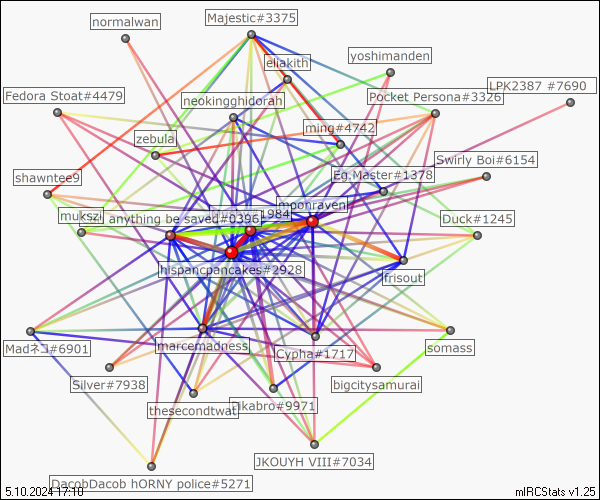 Majestic#3375
normalwan
eliakith
yoshimanden
LPK2387 #7690
Fedora Stoat#4479
neokingghidorah
Pocket Persona#3326
ming#4742
zebula
Swirly Boi#6154
Eg.Master#1378
shawntee9
moonraven
mukszi
anything be saved#0396
1984
Duck#1245
hispancpancakes#2928
frisout
Madネコ#6901
marcemadness
Cypha#1717
somass
Silver#7938
bigcitysamurai
thesecondtwat
Jikabro#9971
JKOUYH VIII#7034
DacobDacob hORNY police#5271
5.10.2024 17:10
mIRCStats v1.25